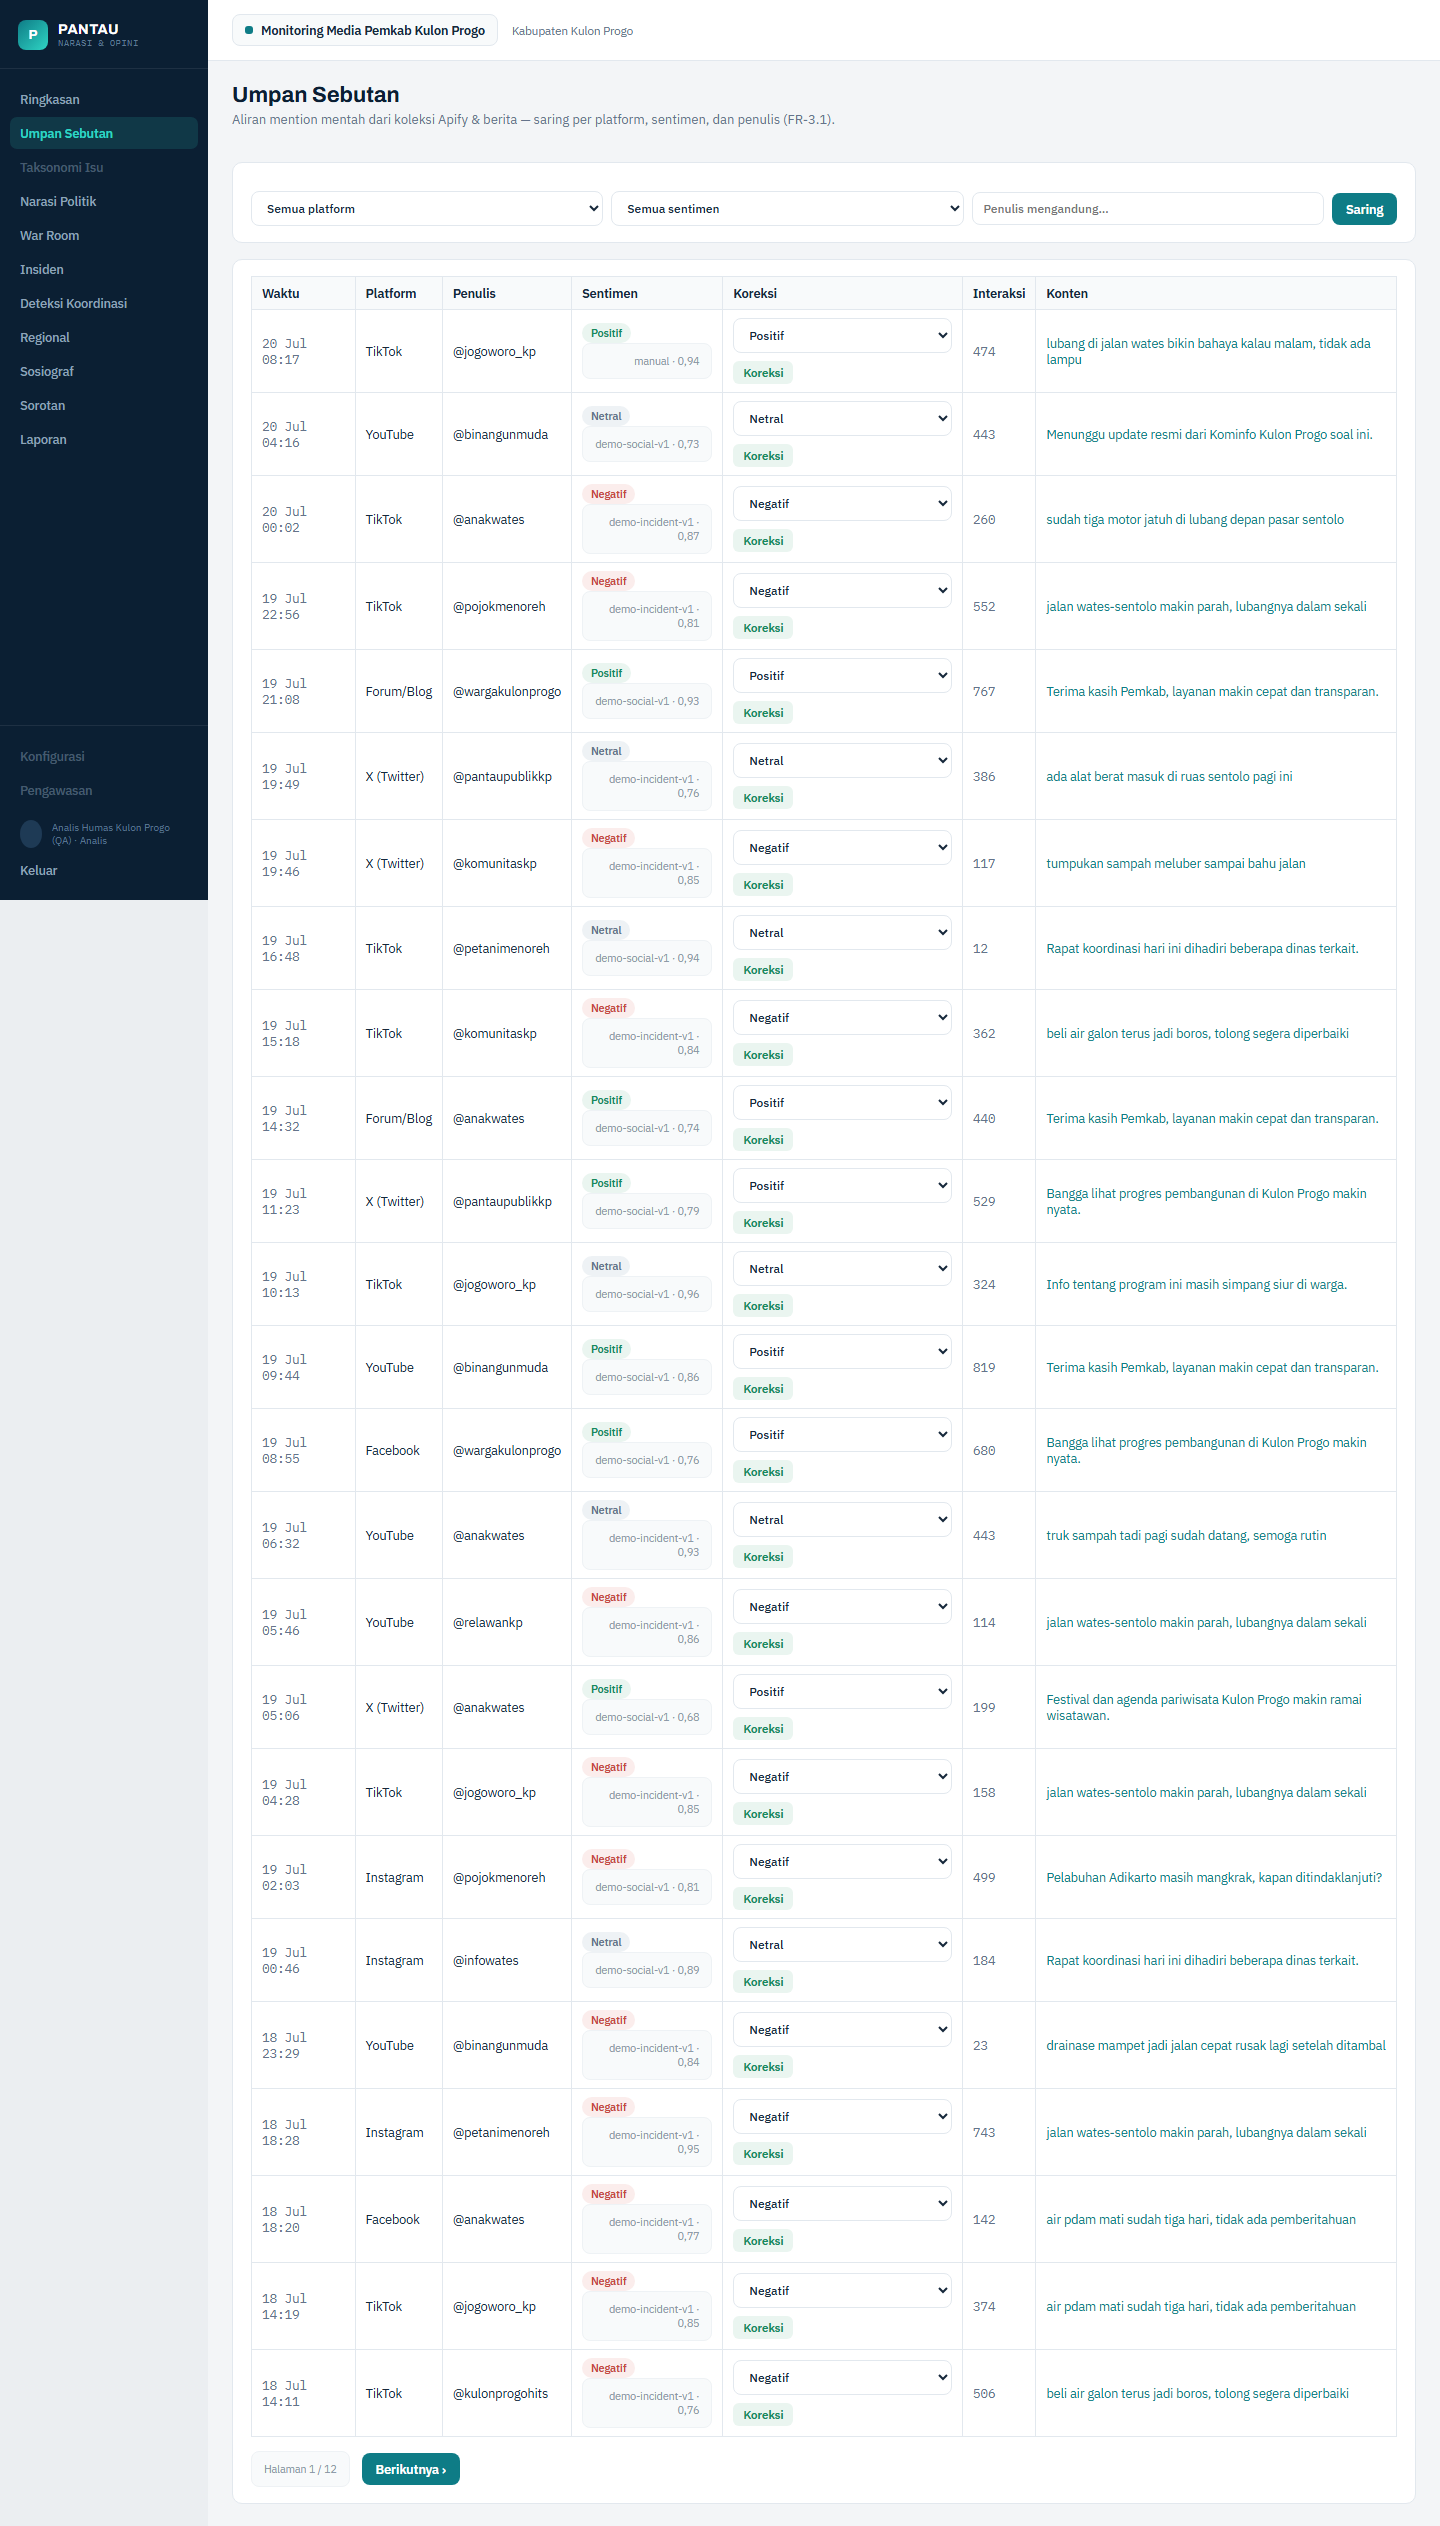 P
PANTAU
NARASI & OPINI
Ringkasan
Umpan Sebutan
Taksonomi Isu
Narasi Politik
War Room
Insiden
Deteksi Koordinasi
Regional
Sosiograf
Sorotan
Laporan
Konfigurasi
Pengawasan
Analis Humas Kulon Progo
(QA) · Analis
Keluar
Monitoring Media Pemkab Kulon Progo Kabupaten Kulon Progo
Umpan Sebutan
Aliran mention mentah dari koleksi Apify & berita — saring per platform, sentimen, dan penulis (FR-3.1).
Semua platform Semua sentimen Penulis mengandung... Saring
Waktu Platform Penulis Sentimen Koreksi Interaksi Konten
20 Jul
08:17
TikTok
@jogoworo_kp
Positif
manual · 0,94
Positif
Koreksi
474
lubang di jalan wates bikin bahaya kalau malam, tidak ada
lampu
20 Jul
04:16
YouTube
@binangunmuda
Netral
demo-social-v1 · 0,73
Netral
Koreksi
443
Menunggu update resmi dari Kominfo Kulon Progo soal ini.
20 Jul
00:02
TikTok
@anakwates
Negatif
demo-incident-v1 ·
0,87
Negatif
Koreksi
260
sudah tiga motor jatuh di lubang depan pasar sentolo
19 Jul
22:56
TikTok
@pojokmenoreh
Negatif
demo-incident-v1 ·
0,81
Negatif
Koreksi
552
jalan wates-sentolo makin parah, lubangnya dalam sekali
19 Jul
21:08
Forum/Blog
@wargakulonprogo
Positif
demo-social-v1 · 0,93
Positif
Koreksi
767
Terima kasih Pemkab, layanan makin cepat dan transparan.
19 Jul
19:49
X (Twitter)
@pantaupublikkp
Netral
demo-incident-v1 ·
0,76
Netral
Koreksi
386
ada alat berat masuk di ruas sentolo pagi ini
19 Jul
19:46
X (Twitter)
@komunitaskp
Negatif
demo-incident-v1 ·
0,85
Negatif
Koreksi
117
tumpukan sampah meluber sampai bahu jalan
19 Jul
16:48
TikTok
@petanimenoreh
Netral
demo-social-v1 · 0,94
Netral
Koreksi
12
Rapat koordinasi hari ini dihadiri beberapa dinas terkait.
19 Jul
15:18
TikTok
@komunitaskp
Negatif
demo-incident-v1 ·
0,84
Negatif
Koreksi
362
beli air galon terus jadi boros, tolong segera diperbaiki
19 Jul
14:32
Forum/Blog
@anakwates
Positif
demo-social-v1 · 0,74
Positif
Koreksi
440
Terima kasih Pemkab, layanan makin cepat dan transparan.
19 Jul
11:23
X (Twitter)
@pantaupublikkp
Positif
demo-social-v1 · 0,79
Positif
Koreksi
529
Bangga lihat progres pembangunan di Kulon Progo makin
nyata.
19 Jul
10:13
TikTok
@jogoworo_kp
Netral
demo-social-v1 · 0,96
Netral
Koreksi
324
Info tentang program ini masih simpang siur di warga.
19 Jul
09:44
YouTube
@binangunmuda
Positif
demo-social-v1 · 0,86
Positif
Koreksi
819
Terima kasih Pemkab, layanan makin cepat dan transparan.
19 Jul
08:55
Facebook
@wargakulonprogo
Positif
demo-social-v1 · 0,76
Positif
Koreksi
680
Bangga lihat progres pembangunan di Kulon Progo makin
nyata.
19 Jul
06:32
YouTube
@anakwates
Netral
demo-incident-v1 ·
0,93
Netral
Koreksi
443
truk sampah tadi pagi sudah datang, semoga rutin
19 Jul
05:46
YouTube
@relawankp
Negatif
demo-incident-v1 ·
0,86
Negatif
Koreksi
114
jalan wates-sentolo makin parah, lubangnya dalam sekali
19 Jul
05:06
X (Twitter)
@anakwates
Positif
demo-social-v1 · 0,68
Positif
Koreksi
199
Festival dan agenda pariwisata Kulon Progo makin ramai
wisatawan.
19 Jul
04:28
TikTok
@jogoworo_kp
Negatif
demo-incident-v1 ·
0,85
Negatif
Koreksi
158
jalan wates-sentolo makin parah, lubangnya dalam sekali
19 Jul
02:03
Instagram
@pojokmenoreh
Negatif
demo-social-v1 · 0,81
Negatif
Koreksi
499
Pelabuhan Adikarto masih mangkrak, kapan ditindaklanjuti?
19 Jul
00:46
Instagram
@infowates
Netral
demo-social-v1 · 0,89
Netral
Koreksi
184
Rapat koordinasi hari ini dihadiri beberapa dinas terkait.
18 Jul
23:29
YouTube
@binangunmuda
Negatif
demo-incident-v1 ·
0,84
Negatif
Koreksi
23
drainase mampet jadi jalan cepat rusak lagi setelah ditambal
18 Jul
18:28
Instagram
@petanimenoreh
Negatif
demo-incident-v1 ·
0,95
Negatif
Koreksi
743
jalan wates-sentolo makin parah, lubangnya dalam sekali
18 Jul
18:20
Facebook
@anakwates
Negatif
demo-incident-v1 ·
0,77
Negatif
Koreksi
142
air pdam mati sudah tiga hari, tidak ada pemberitahuan
18 Jul
14:19
TikTok
@jogoworo_kp
Negatif
demo-incident-v1 ·
0,85
Negatif
Koreksi
374
air pdam mati sudah tiga hari, tidak ada pemberitahuan
18 Jul
14:11
TikTok
@kulonprogohits
Negatif
demo-incident-v1 ·
0,76
Negatif
Koreksi
506
beli air galon terus jadi boros, tolong segera diperbaiki
Halaman 1 / 12 Berikutnya ›